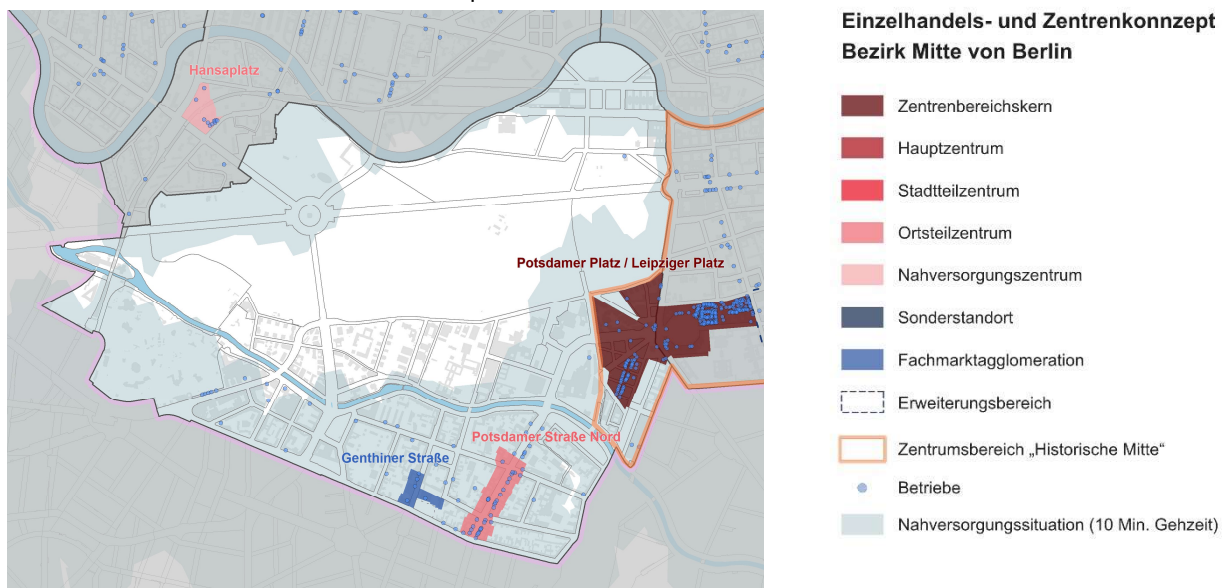 Hansaplatz
Potsdamer Platz / Leipziger Platz
Potsdamer Straße Nord
Genthiner Straße
Einzelhandels- und Zentrenkonnzept
Bezirk Mitte von Berlin
Zentrenbereichskern
Hauptzentrum
Stadtteilzentrum
Ortsteilzentrum
Nahversorgungszentrum
Sonderstandort
Fachmarktagglomeration
Erweiterungsbereich
Zentrumsbereich „Historische Mitte“
Betriebe
Nahversorgungssituation (10 Min. Gehzeit)